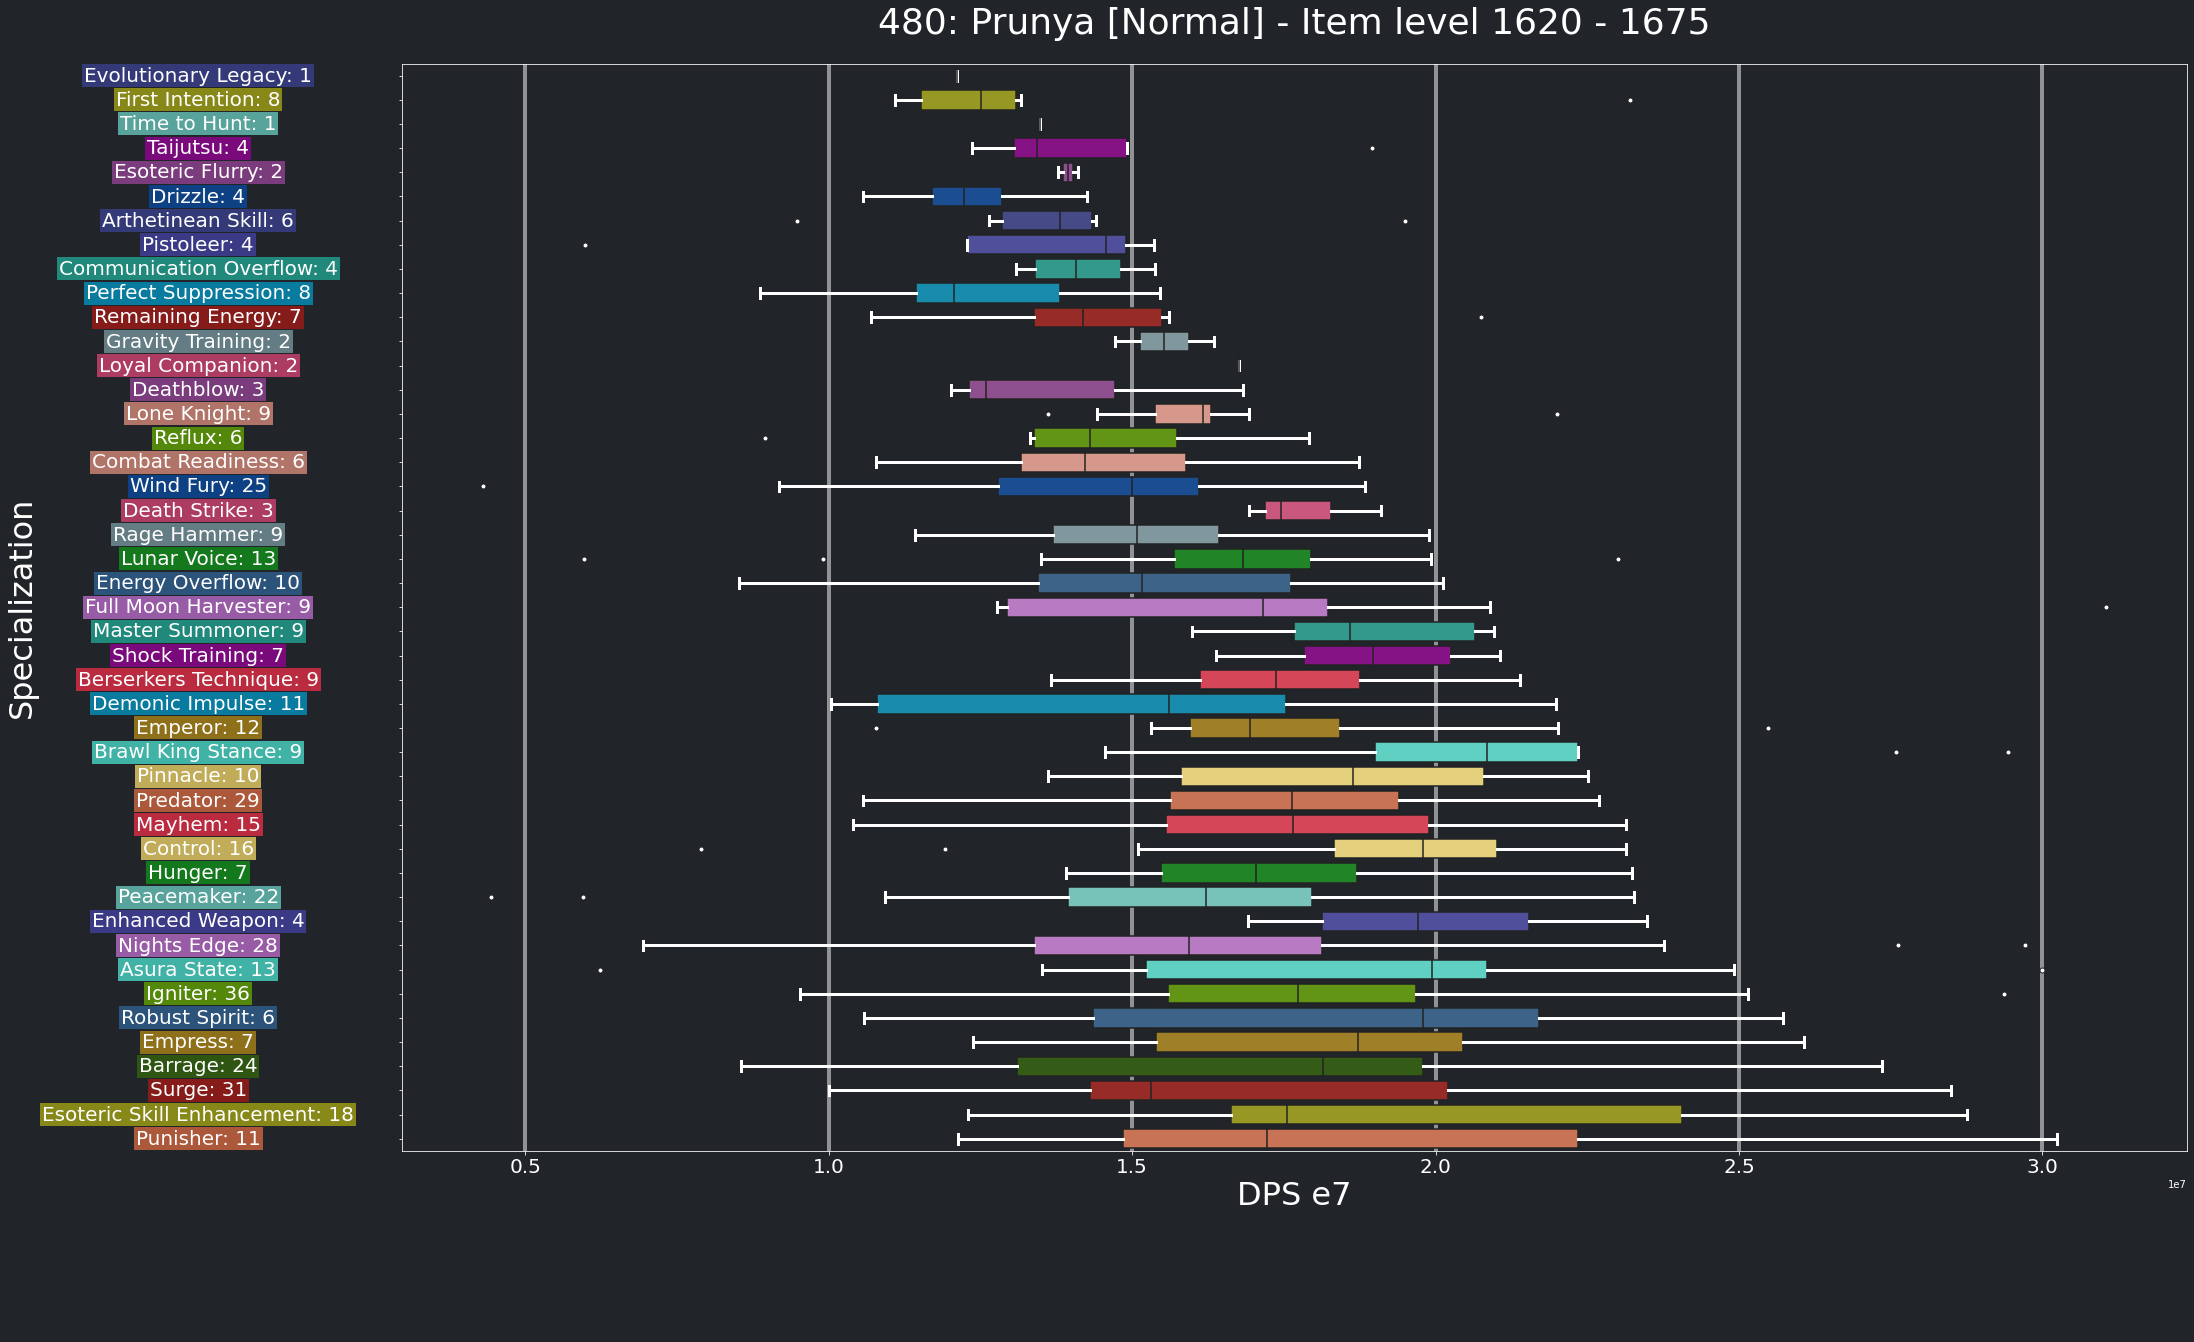 480: Prunya [Normal] - Item level 1620 - 1675
Evolutionary Legacy: 1
First Intention: 8
Time to Hunt: 1
Taijutsu: 4
Esoteric Flurry: 2
Drizzle: 4
Arthetinean Skill: 6
Pistoleer: 4
Communication Overflow: 4
Perfect Suppression: 8
Remaining Energy: 7
Gravity Training: 2
Loyal Companion: 2
Deathblow: 3
Lone Knight: 9
Reflux: 6
Combat Readiness: 6
Wind Fury: 25
Death Strike: 3
Rage Hammer: 9
Lunar Voice: 13
Energy Overflow: 10
Full Moon Harvester: 9
Master Summoner: 9
Shock Training: 7
Berserkers Technique: 9
Demonic Impulse: 11
Emperor: 12
Brawl King Stance: 9
Pinnacle: 10
Predator: 29
Mayhem: 15
Control: 16
Hunger: 7
Peacemaker: 22
Enhanced Weapon: 4
Nights Edge: 28
Asura State: 13
Igniter: 36
Robust Spirit: 6
Empress: 7
Barrage: 24
Surge: 31
Esoteric Skill Enhancement: 18
Punisher: 11
Specialization
0.5 1.0 1.5 2.0 2.5 3.0
1e7
DPS e7